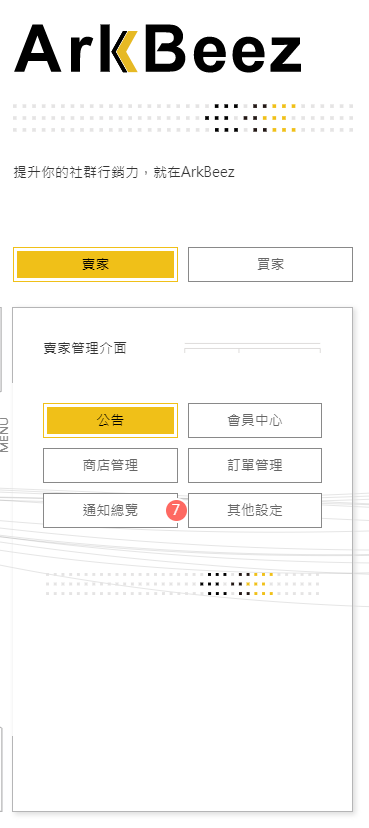 ArkBeez
提升你的社群行銷力，就在ArkBeez
賣家
買家
賣家管理介面
MENU
公告
會員中心
商店管理
訂單管理
通知總覽
7
其他設定